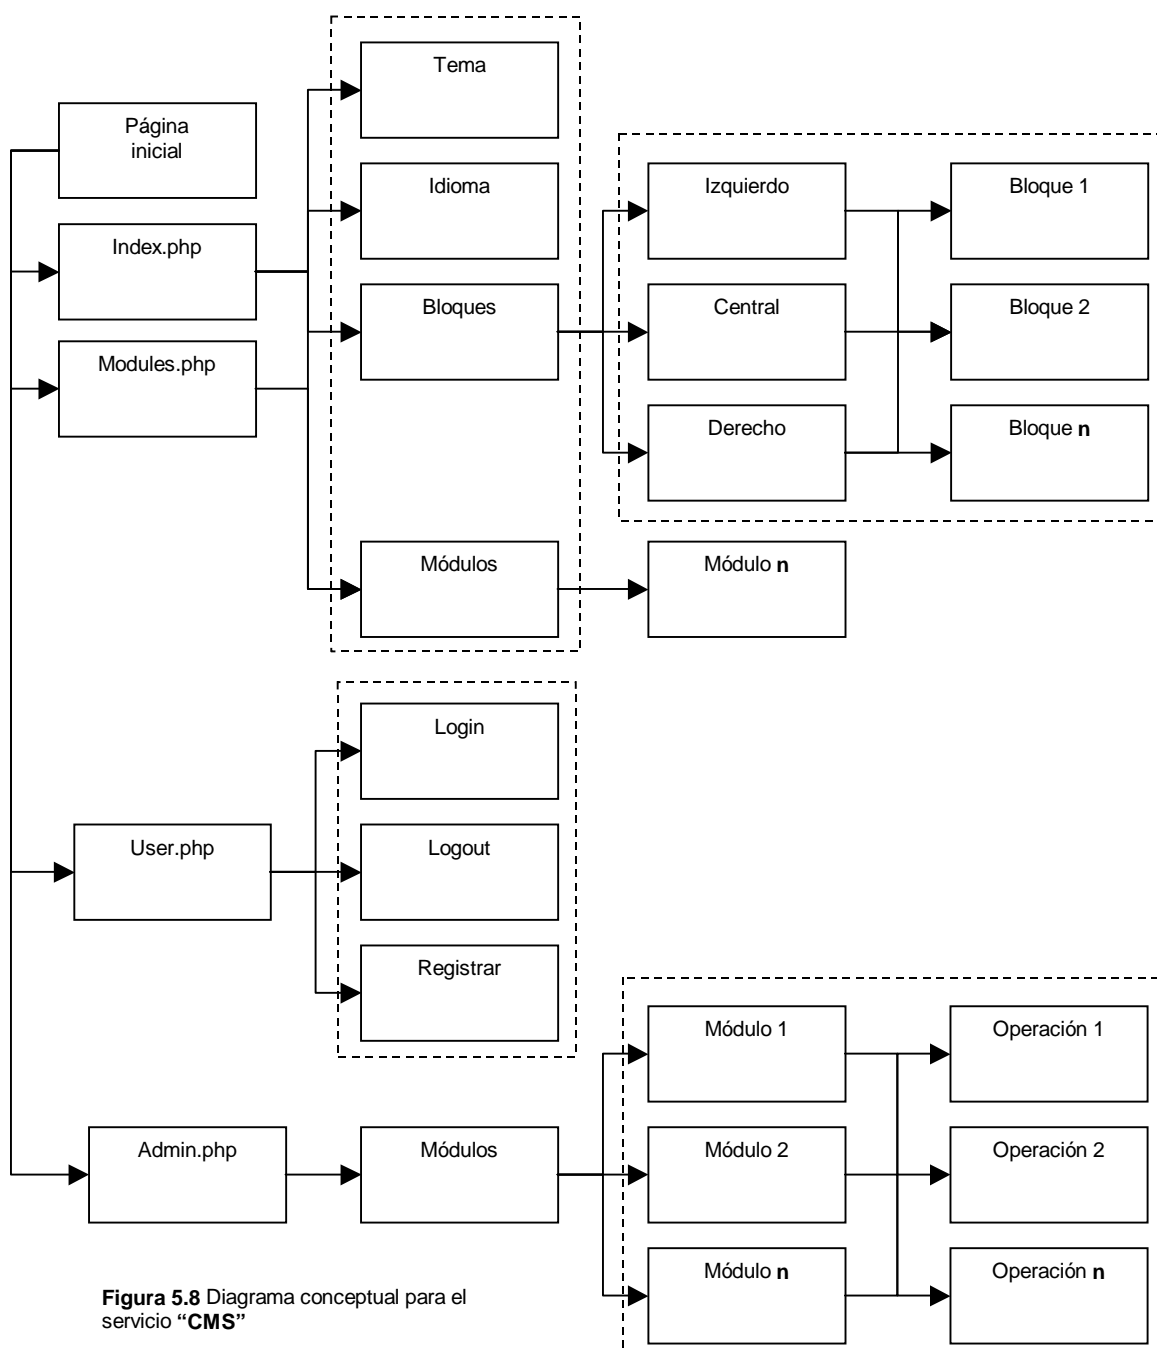 Tema
Página
inicial
Idioma
Izquierdo
Bloque 1
Index.php
Bloques
Central
Bloque 2
Modules.php
Derecho
Bloque n
Módulos
Módulo n
Login
User.php
Logout
Registrar
Módulo 1
Operación 1
Admin.php
Módulos
Módulo 2
Operación 2
Módulo n
Operación n
Figura 5.8 Diagrama conceptual para el
servicio “CMS”